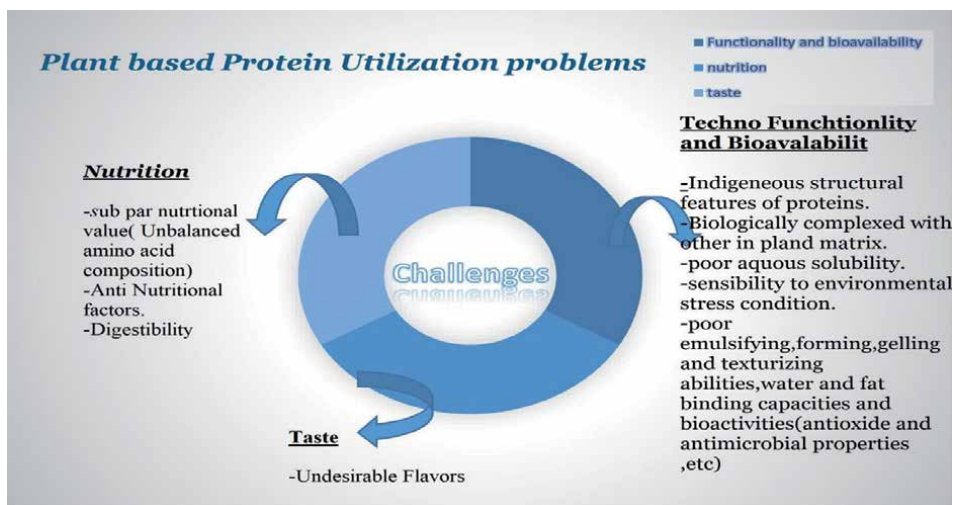 Plant based Protein Utilization problems
Functionality and bioavailability
nutrition
taste
Nutrition
-sub par nutrtional
value( Unbalanced
amino acid
composition)
-Anti Nutritional
factors.
-Digestibility
Challenges
Taste
-Undesirable Flavors
Techno Funchtionlity
and Bioavalabilit
-Indigeneous structural
features of proteins.
-Biologically complexed with
other in pland matrix.
-poor aquous solubility.
-sensibility to environmental
stress condition.
-poor
emulsifying,forming,gelling
and texturizing
abilities,water and fat
binding capacities and
bioactivities(antioxide and
antimicrobial properties
,etc)